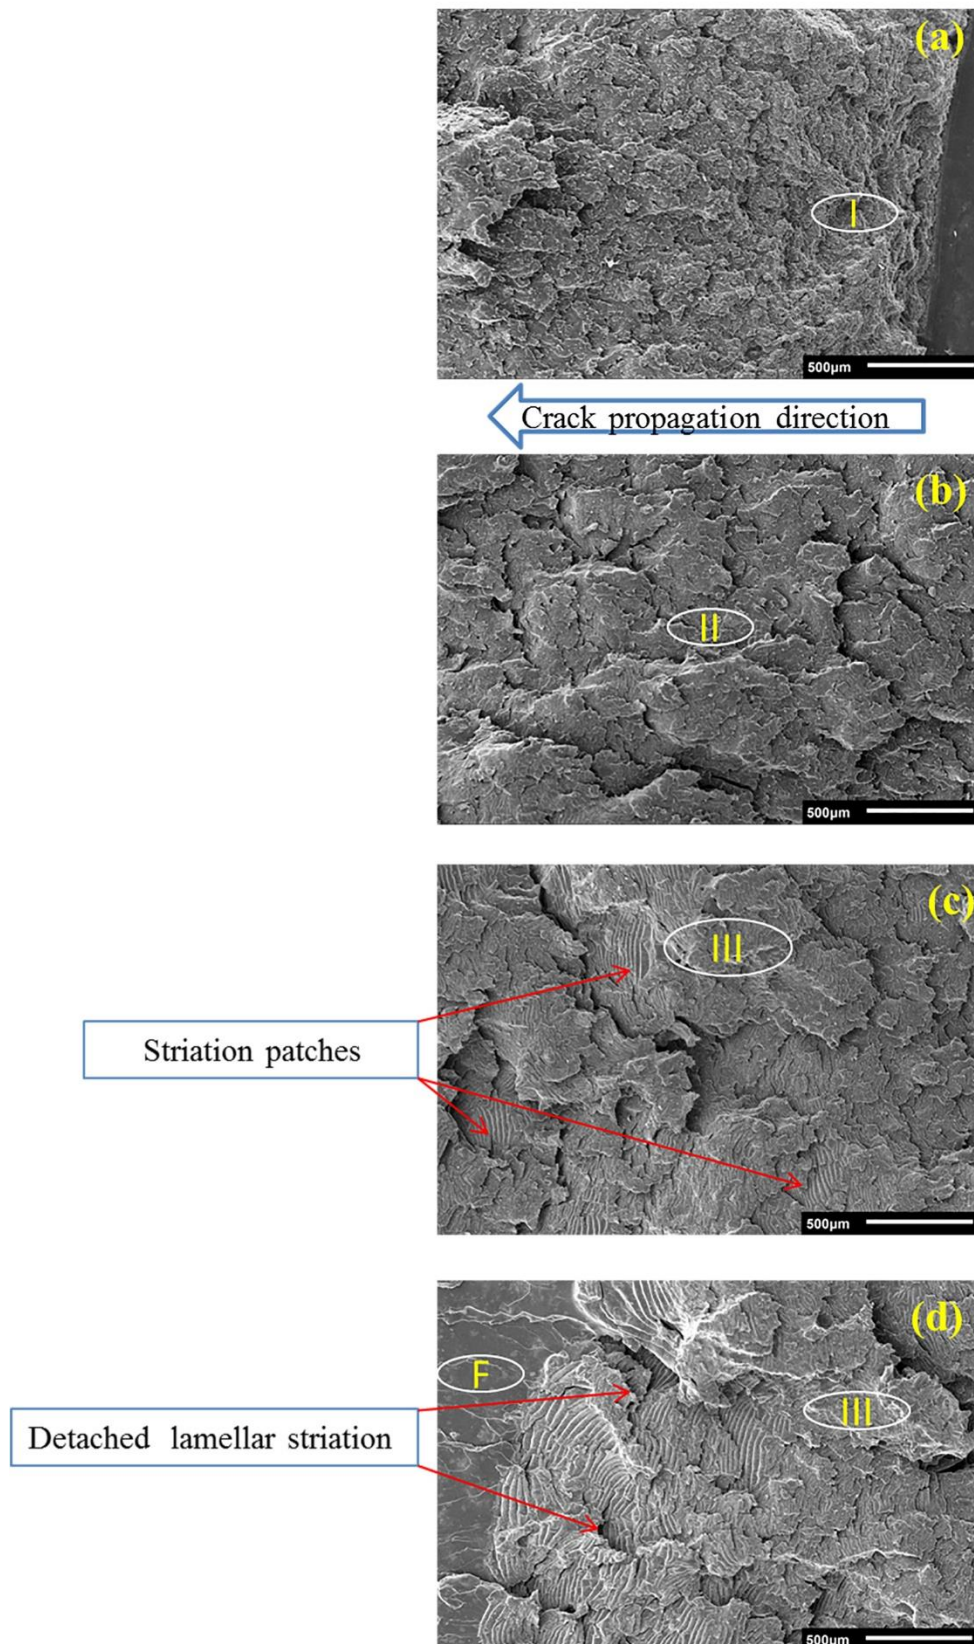 (a)
I
500µm
Crack propagation direction
(b)
II
500µm
(c)
III
Striation patches
500µm
(d)
F
III
Detached lamellar striation
500µm